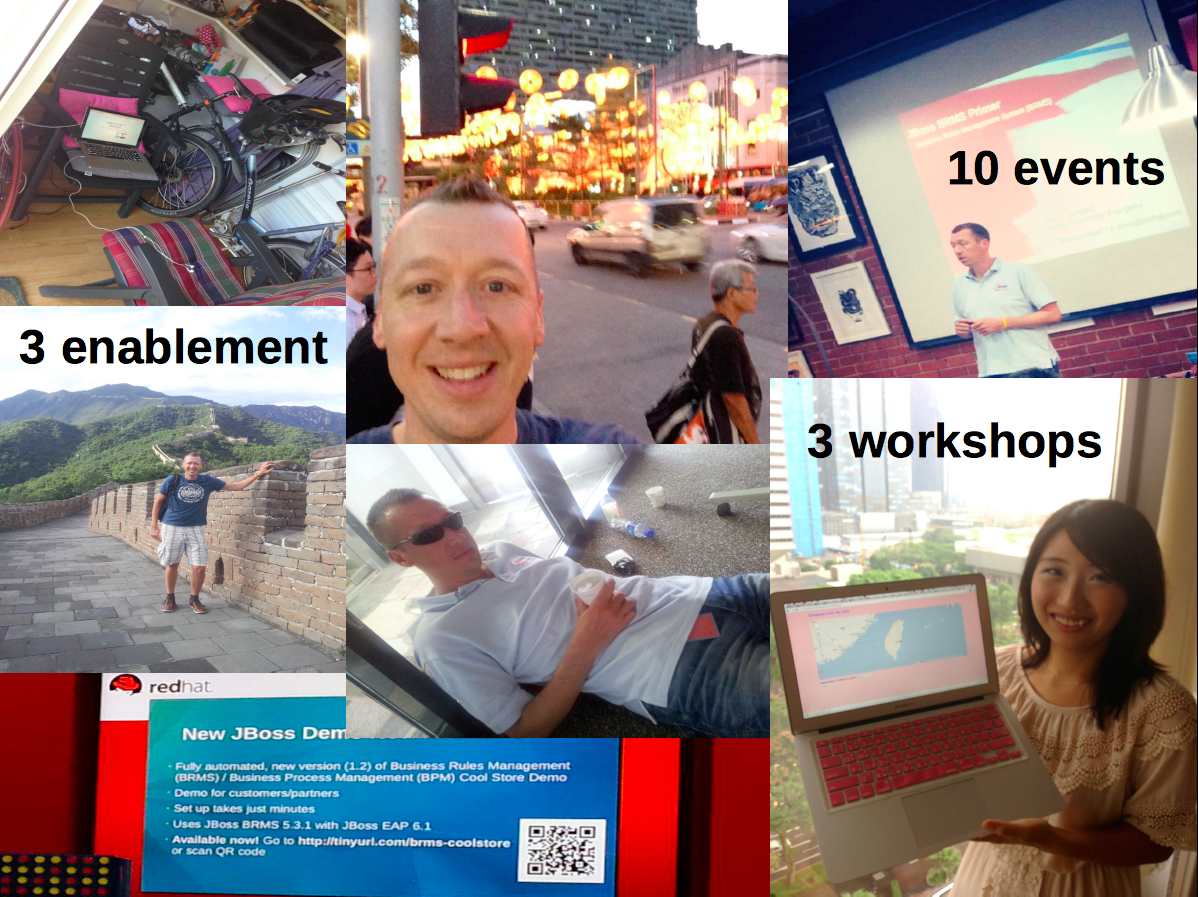 10 events
JBoss BRMS Primer
3 enablement
3 workshops
redhat.
New JBoss Dem
· Fully automated, new version (1.2) of Business Rules Management
(BRMS) / Business Process Management (BPM) Cool Store Demo
· Demo for customers/partners
· Set up takes just minutes
· Uses JBoss BRMS 5.3.1 with JBoss EAP 6.1
· Available now! Go to http://tinyurl.com/brms-coolstore
or scan QR code